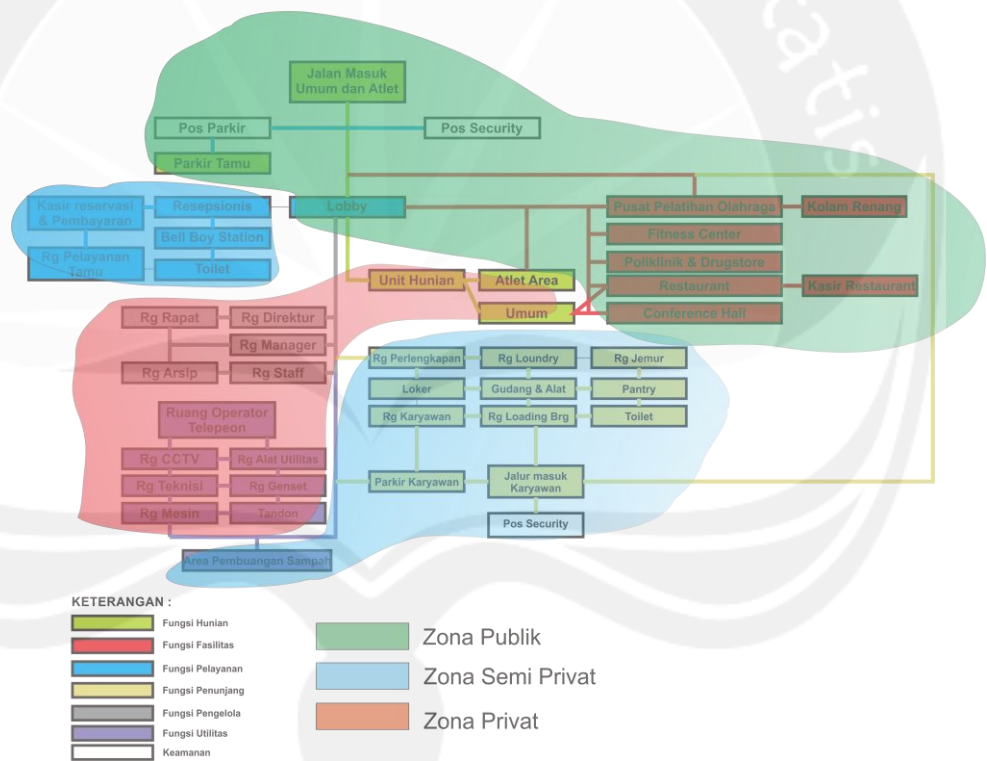 Jalan Masuk
Umum dan Atlet
Pos Parkir
Pos Security
Parkir Tamu
Kasir reservasi
& Pembayaran
Resepsionis
Lobby
Pusat Pelatihan Olahraga
Kolam Renang
Bell Boy Station
Fitness Center
Rg Pelayanan
Tamu
Toilet
Poliklinik & Drugstore
Unit Hunian
Atlet Area
Restaurant
Kasir Restaurant
Umum
Conference Hall
Rg Rapat
Rg Direktur
Rg Manager
Rg Arsip
Rg Staff
Rg Perlengkapan
Rg Loundry
Rg Jemur
Loker
Gudang & Alat
Pantry
Rg Karyawan
Rg Loading Brg
Toilet
Ruang Operator
Telepeon
Rg CCTV
Rg Alat Utilitas
Rg Teknisi
Rg Genset
Rg Mesin
Tandon
Parkir Karyawan
Jalur masuk
Karyawan
Pos Security
Area Pembuangan Sampah
KETERANGAN :
Fungsi Hunian
Fungsi Fasilitas
Fungsi Pelayanan
Fungsi Penunjang
Fungsi Pengelola
Fungsi Utilitas
Keamanan
Zona Publik
Zona Semi Privat
Zona Privat